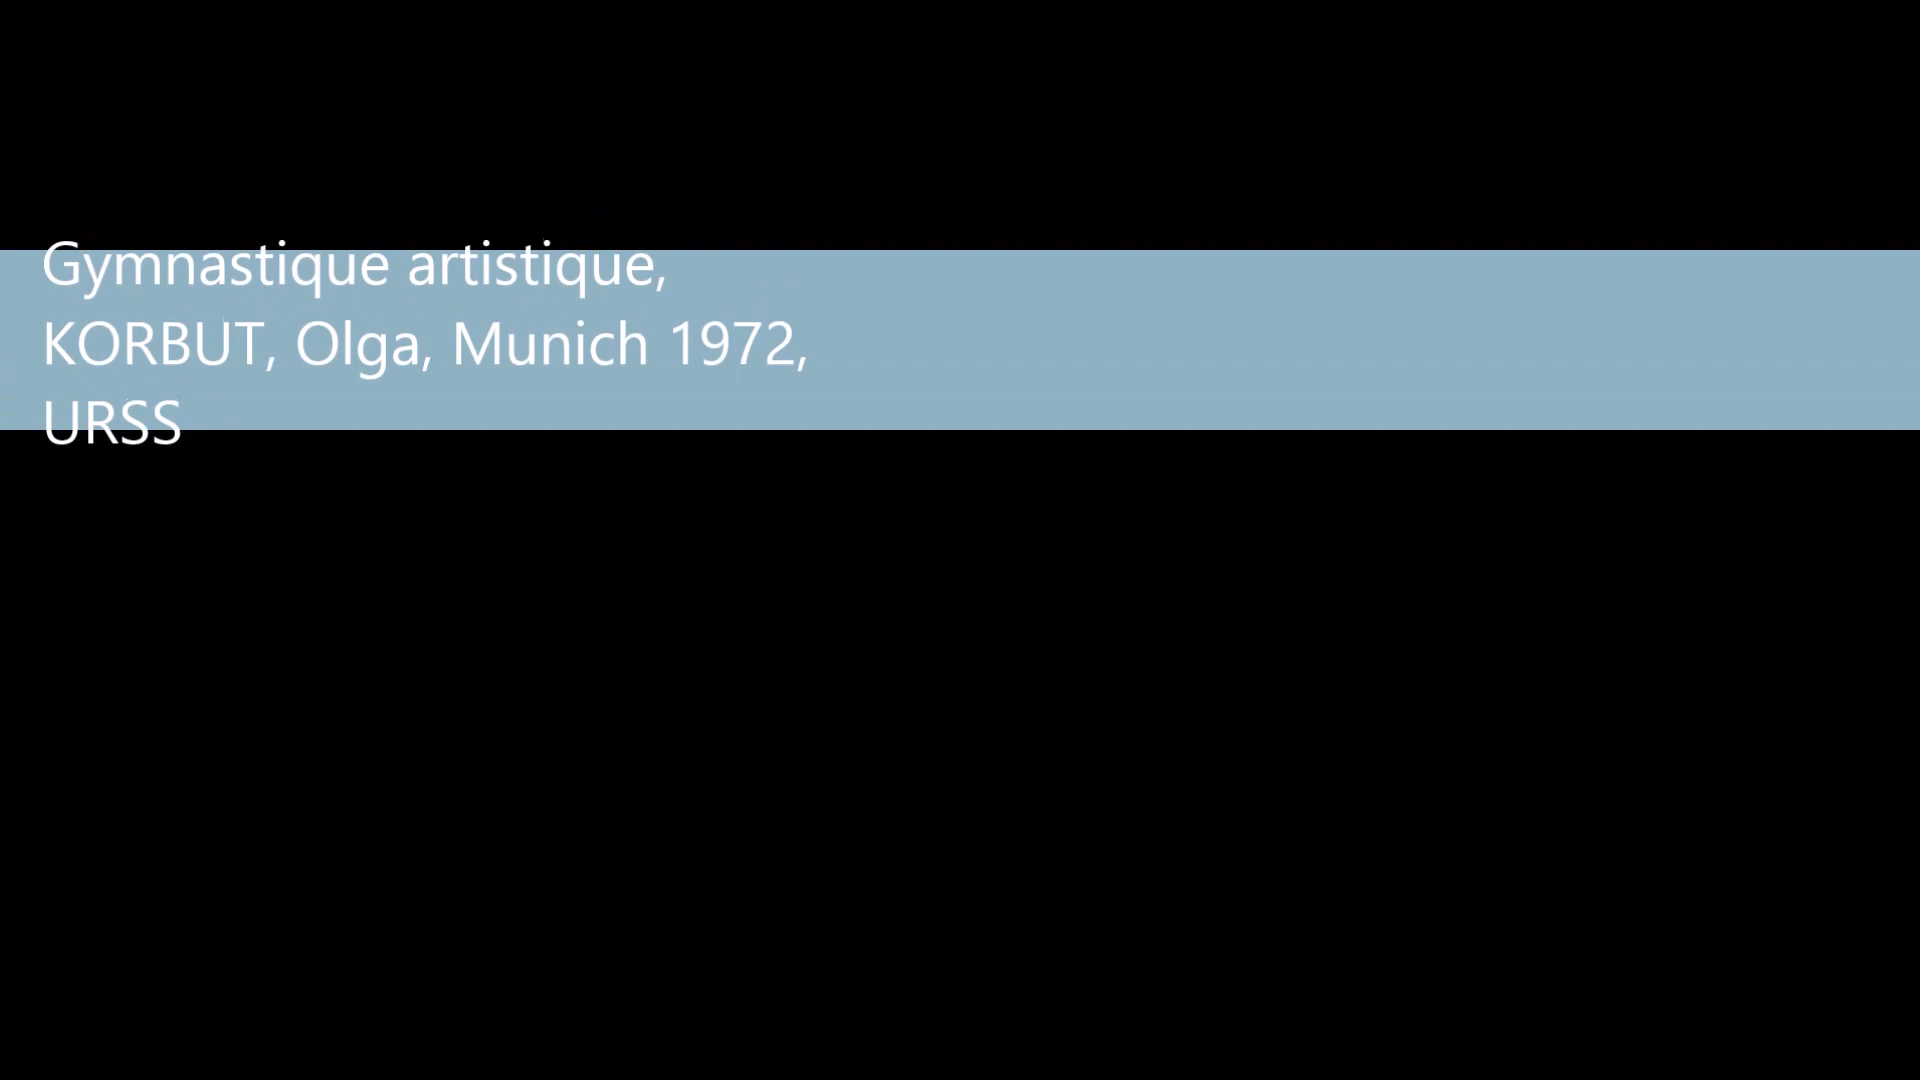 Gymnastique artistique,
KORBUT, Olga, Munich 1972,
URSS